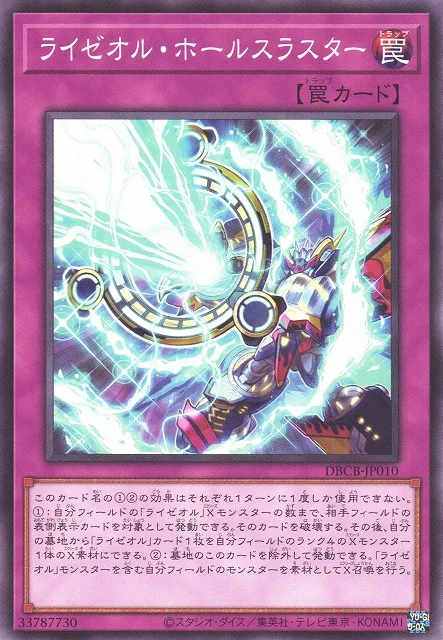 ライゼオル・ホールスラスター 罠
トラップ
【罠カード】
トラップ
DBCB-JP010
このカード名の①②の効果はそれぞれ1ターンに1度しか使用できない。
①：自分フィールドの「ライゼオル」Xモンスターの数まで、相手フィールドの
表側表示カードを対象として発動できる。そのカードを破壊する。その後、自分
の墓地から「ライゼオル」カード1枚を自分フィールドのランク4のXモンスター
1体のX素材にできる。②：墓地のこのカードを除外して発動できる。「ライゼ
オル」モンスターを含む自分フィールドのモンスターを素材としてX召喚を行う。
33787730
©スタジオ・ダイス/集英社・テレビ東京・KONAMI